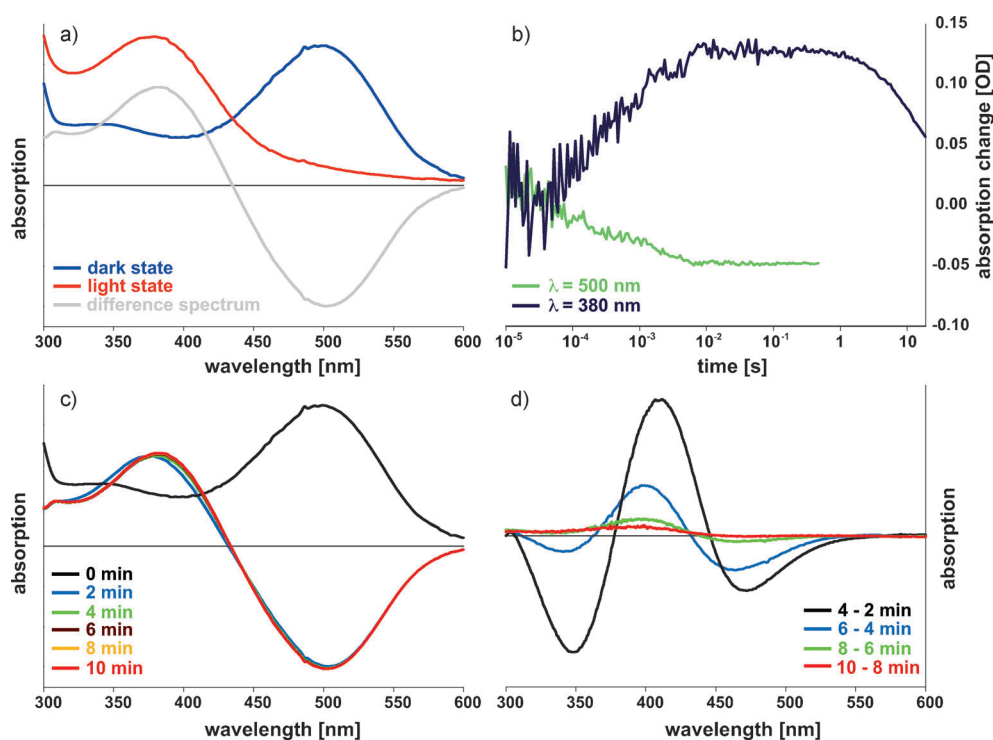 a)
absorption
dark state
light state
difference spectrum
300 350 400 450 500 550 600
wavelength [nm]
b)
0.15
0.10
0.05
0.00
-0.05
-0.10
absorption change [OD]
λ = 500 nm
λ = 380 nm
10-5 10-4 10-3 10-2 10-1 1 10
time [s]
c)
absorption
0 min
2 min
4 min
6 min
8 min
10 min
300 350 400 450 500 550 600
wavelength [nm]
d)
absorption
4 - 2 min
6 - 4 min
8 - 6 min
10 - 8 min
300 350 400 450 500 550 600
wavelength [nm]